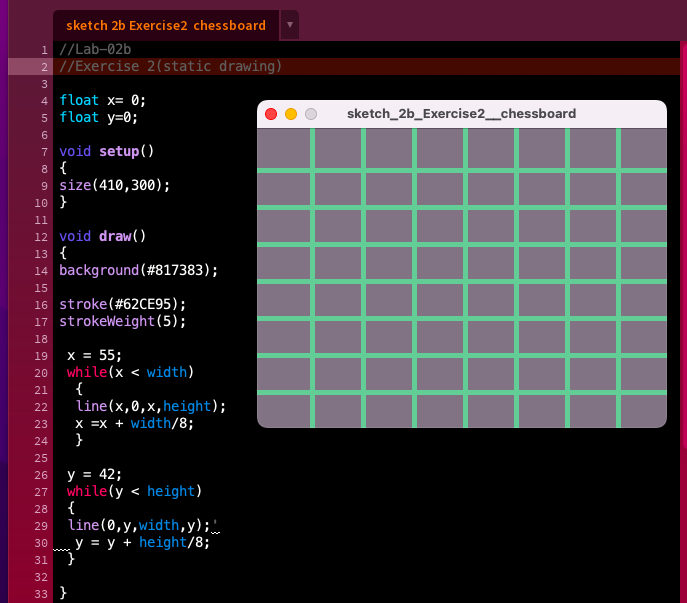 sketch 2b Exercise2 chessboard ▼
1 //Lab-02b
2 //Exercise 2(static drawing)
3
4 float x= 0;
5 float y=0;
6
7 void setup()
8 {
9 size(410,300);
10 }
11
12 void draw()
13 {
14 background(#817383);
15
16 stroke(#62CE95);
17 strokeWeight(5);
18
19 x = 55;
20 while(x < width)
21 {
22 line(x,0,x,height);
23 x =x + width/8;
24 }
25
26 y = 42;
27 while(y < height)
28 {
29 line(0,y,width,y);'
30 y = y + height/8;
31 }
32
33 }
sketch_2b_Exercise2__chessboard